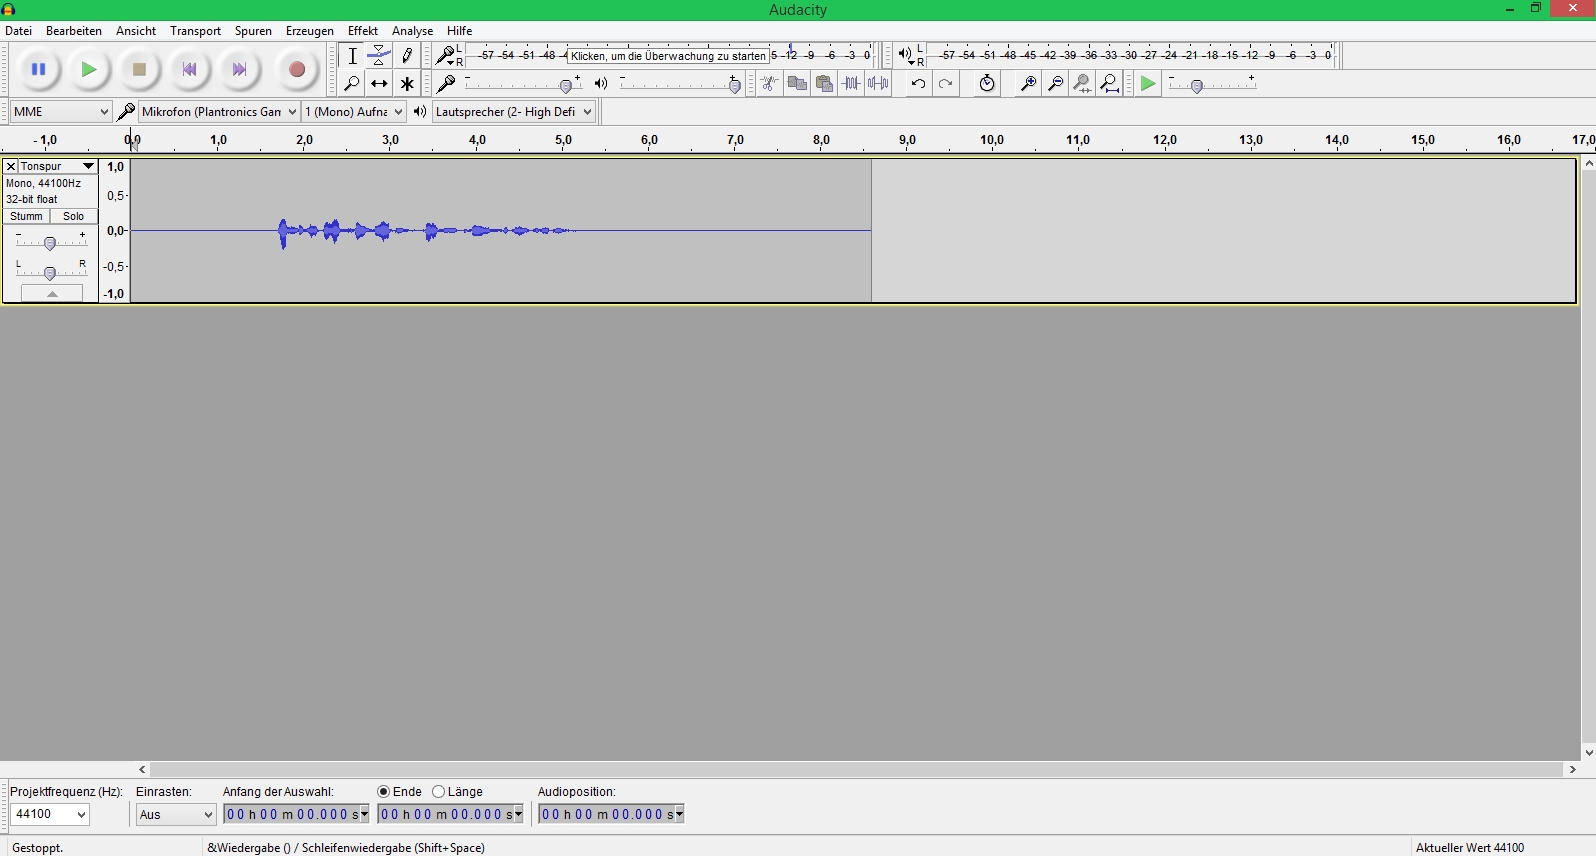 Audacity
Datei Bearbeiten Ansicht Transport Spuren Erzeugen Effekt Analyse Hilfe
L
R
-57 -54 -51 -48 -45 Klicken, um die Überwachung zu starten -12 -9 -6 -3 0
L
R
-57 -54 -51 -48 -45 -42 -39 -36 -33 -30 -27 -24 -21 -18 -15 -12 -9 -6 -3 0
MME Mikrofon (Plantronics Gam 1 (Mono) Aufna Lautsprecher (2- High Defi
- 1,0 0,0 1,0 2,0 3,0 4,0 5,0 6,0 7,0 8,0 9,0 10,0 11,0 12,0 13,0 14,0 15,0 16,0 17,0
Tonspur
Mono, 44100Hz
32-bit float
Stumm Solo
- +
L R
1,0
0,5-
0,0-
-0,5-
-1,0
Projektfrequenz (Hz): Einrasten: Anfang der Auswahl: Ende Länge Audioposition:
44100 Aus 00 h 00 m 00.000 s 00 h 00 m 00.000 s 00 h 00 m 00.000 s
Gestoppt. &Wiedergabe () / Schleifenwiedergabe (Shift+Space) Aktueller Wert 44100